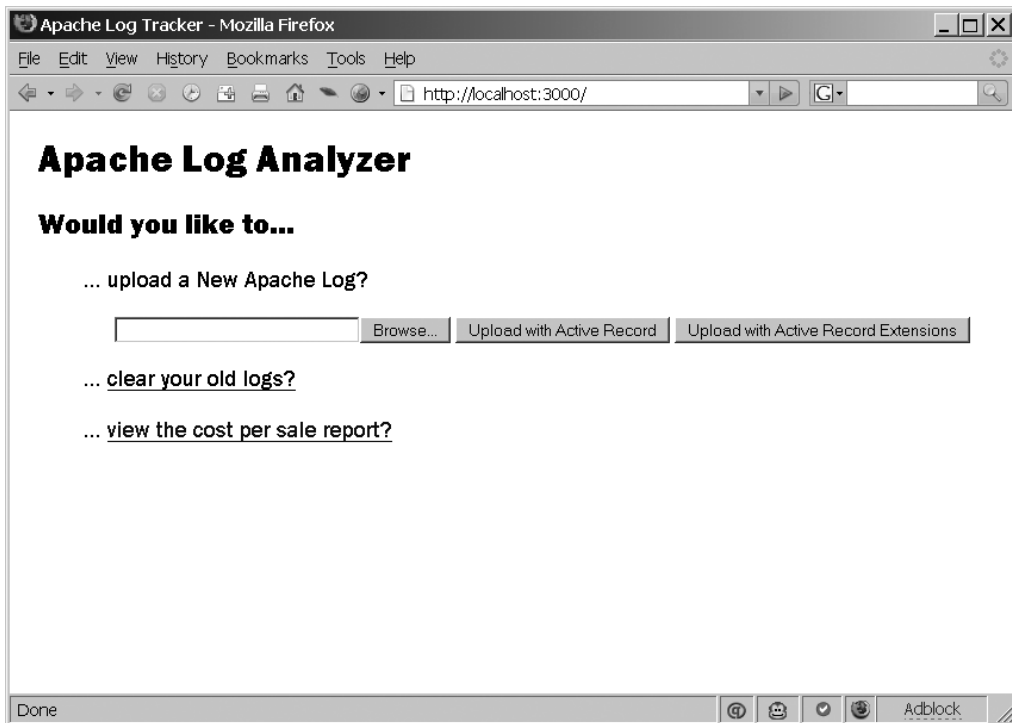 Apache Log Tracker - Mozilla Firefox
File Edit View History Bookmarks Tools Help
http://localhost:3000/ G
Apache Log Analyzer
Would you like to...
... upload a New Apache Log?
Browse... Upload with Active Record Upload with Active Record Extensions
... clear your old logs?
... view the cost per sale report?
Done @ Adblock